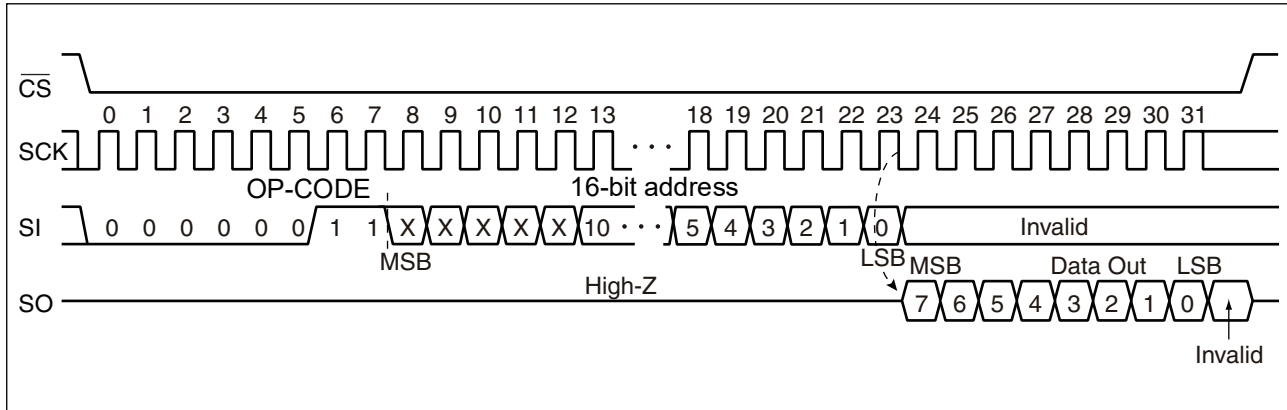 CS
0 1 2 3 4 5 6 7 8 9 10 11 12 13 18 19 20 21 22 23 24 25 26 27 28 29 30 31
SCK
· · ·
OP-CODE 16-bit address
SI 0 0 0 0 0 0 1 1 X X X X X 10 · · · 5 4 3 2 1 0 Invalid
MSB LSB MSB Data Out LSB
High-Z
SO 7 6 5 4 3 2 1 0
Invalid